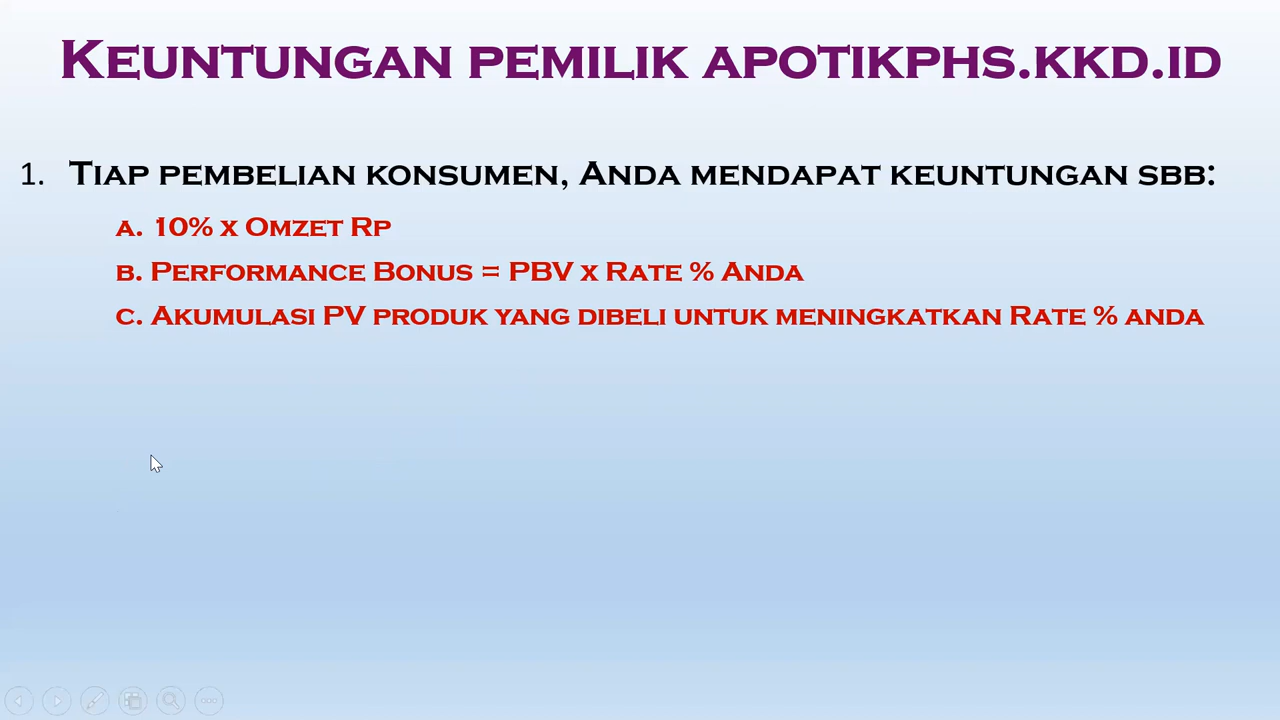 Keuntungan pemilik apotikphs.kkd.id
1. Tiap pembelian konsumen, Anda mendapat keuntungan sbb:
a. 10% x Omzet Rp
b. Performance Bonus = PBV x Rate % Anda
c. Akumulasi PV produk yang dibeli untuk meningkatkan Rate % anda